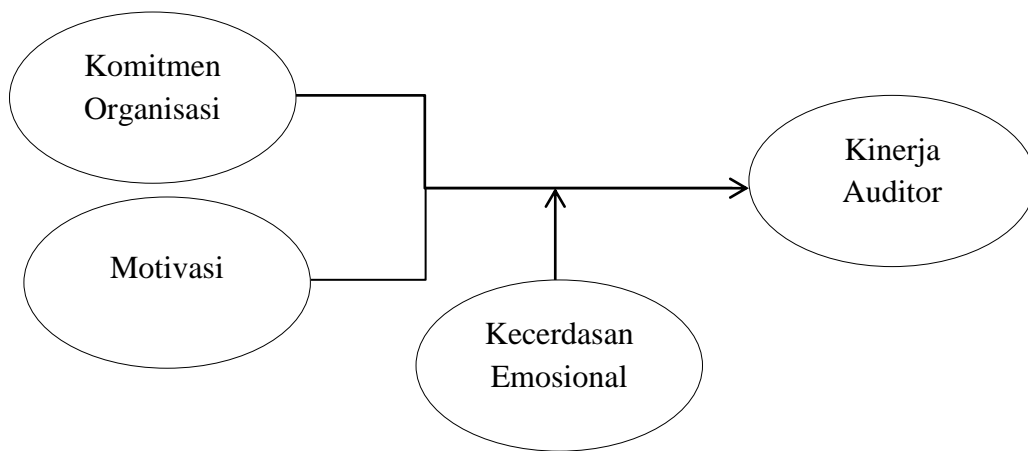 Komitmen
Organisasi
Motivasi
Kecerdasan
Emosional
Kinerja
Auditor